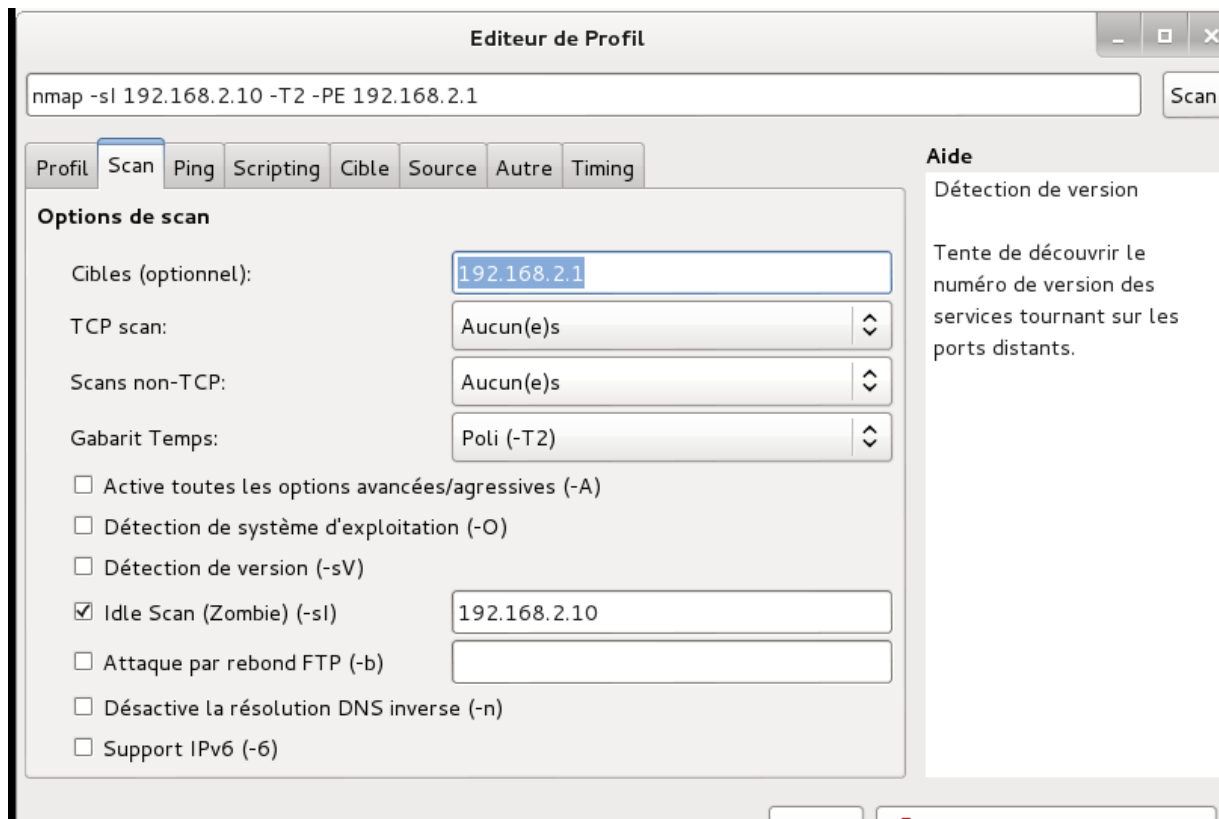 Editeur de Profil
nmap -sI 192.168.2.10 -T2 -PE 192.168.2.1
Scan
Profil Scan Ping Scripting Cible Source Autre Timing
Options de scan
Cibles (optionnel): 192.168.2.1
TCP scan: Aucun(e)s
Scans non-TCP: Aucun(e)s
Gabarit Temps: Poli (-T2)
Active toutes les options avancées/agressives (-A)
Détection de système d'exploitation (-O)
Détection de version (-sV)
Idle Scan (Zombie) (-sI) 192.168.2.10
Attaque par rebond FTP (-b)
Désactive la résolution DNS inverse (-n)
Support IPv6 (-6)
Aide
Détection de version
Tente de découvrir le
numéro de version des
services tournant sur les
ports distants.